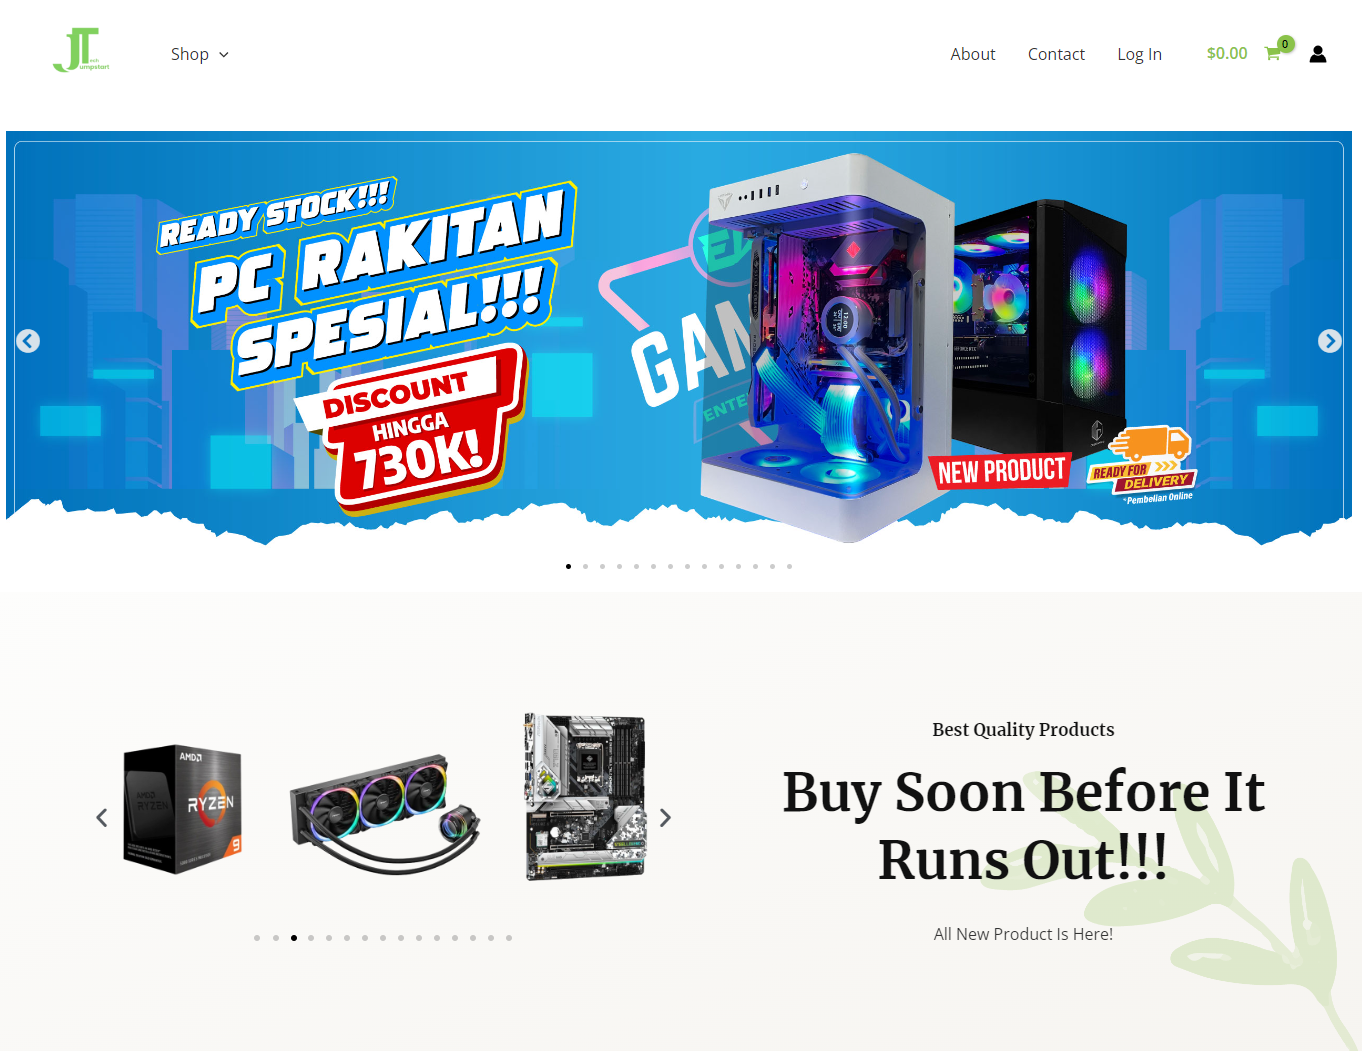 JT
ech
umpstart
Shop
About
Contact
Log In
$0.00
0
READY STOCK!!!
PC RAKITAN
SPESIAL!!!
DISCOUNT
HINGGA
730K!
GAM
ENTE
NEW PRODUCT
READY FOR
DELIVERY
*Pembelian Online
AMD
AMD
RYZEN
RYZEN
9
Best Quality Products
Buy Soon Before It
Runs Out!!!
All New Product Is Here!